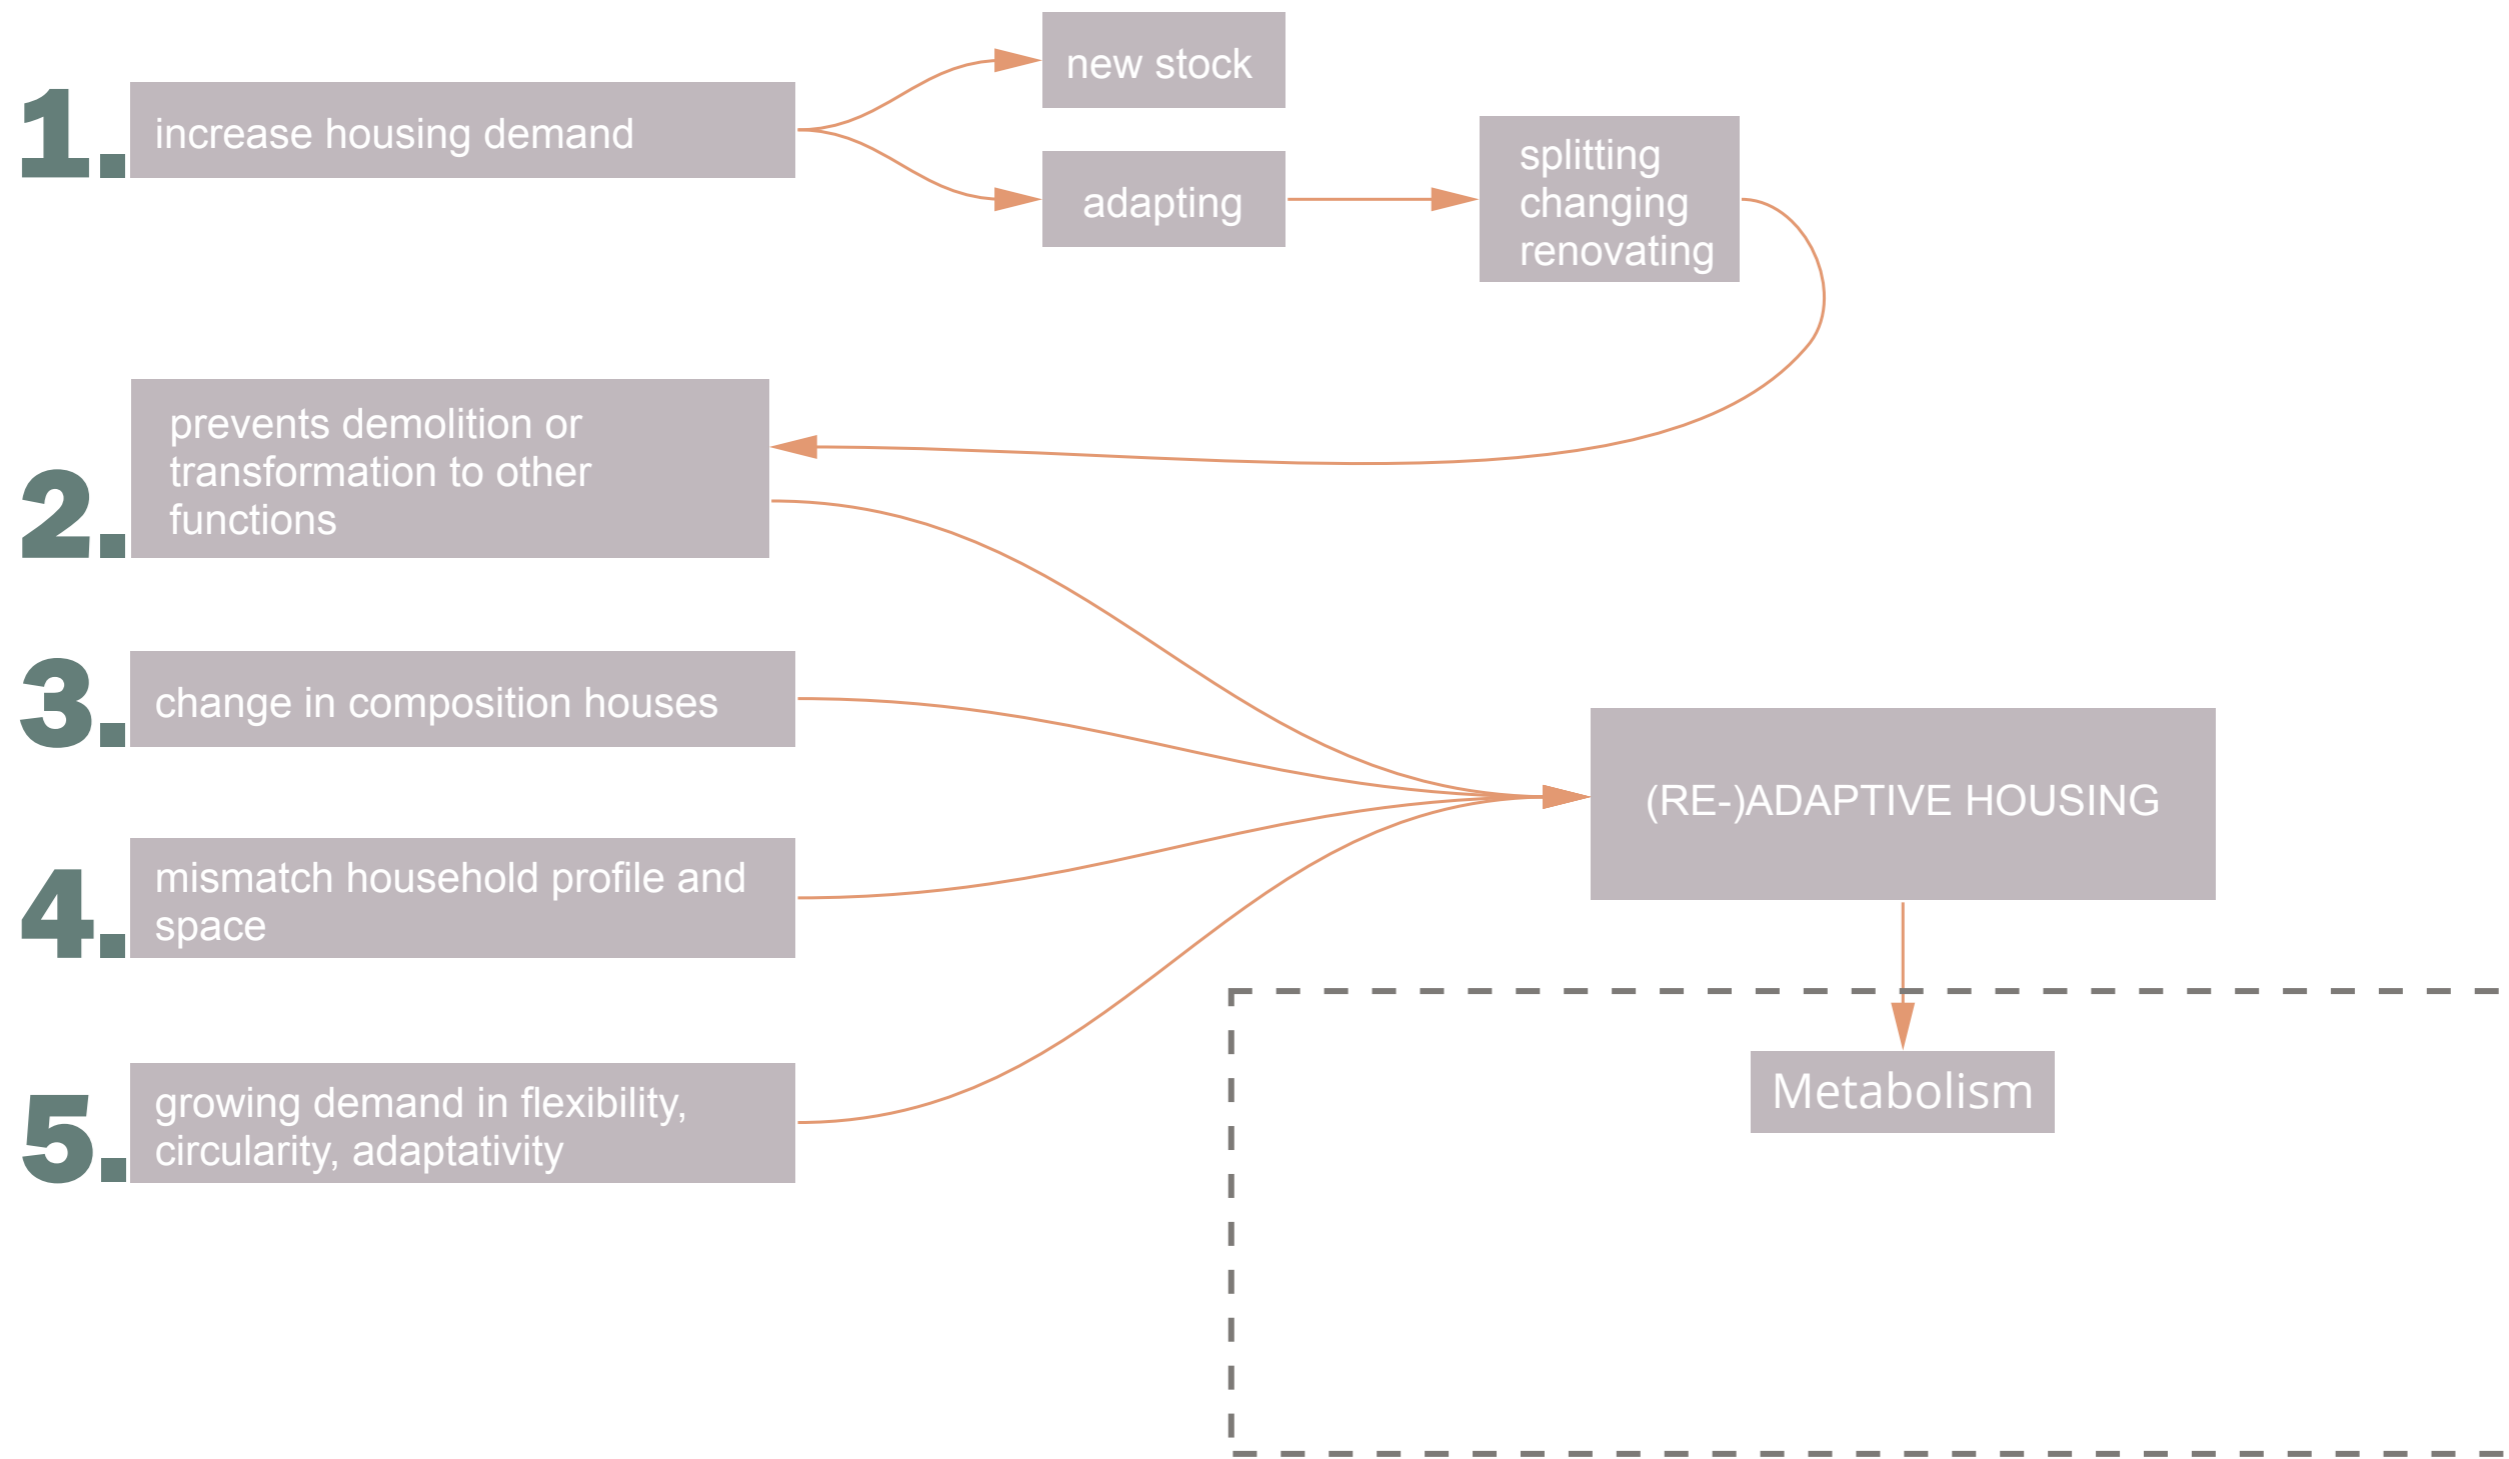 1.
increase housing demand
new stock
adapting
splitting
changing
renovating
2.
prevents demolition or
transformation to other
functions
3.
change in composition houses
4.
mismatch household profile and
space
5.
growing demand in flexibility,
circularity, adaptativity
(RE-)ADAPTIVE HOUSING
Metabolism